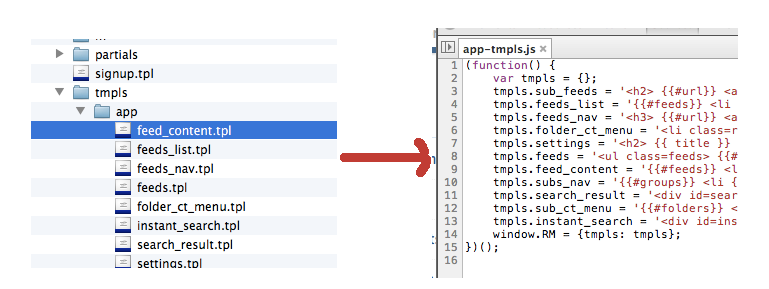 partials
signup.tpl
tmpls
app
feed_content.tpl
feeds_list.tpl
feeds_nav.tpl
feeds.tpl
folder_ct_menu.tpl
instant_search.tpl
search_result.tpl
settings.tpl
app-tmpls.js ×
1 (function() {
2 var tmpls = {};
3 tmpls.sub_feeds = '<h2> {{#url}} <a
4 tmpls.feeds_list = '{{#feeds}} <li
5 tmpls.feeds_nav = '<h3> {{#url}} <a
6 tmpls.folder_ct_menu = '<li class=r
7 tmpls.settings = '<h2> {{ title }}
8 tmpls.feeds = '<ul class=feeds> {{#
9 tmpls.feed_content = '{{#feeds}} <l
10 tmpls.subs_nav = '{{#groups}} <li {
11 tmpls.search_result = '<div id=sear
12 tmpls.sub_ct_menu = '{{#folders}} <
13 tmpls.instant_search = '<div id=ins
14 window.RM = {tmpls: tmpls};
15 })();
16